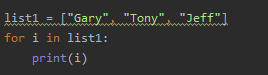 list1 = ["Gary", "Tony", "Jeff"]
for i in list1:
    print(i)